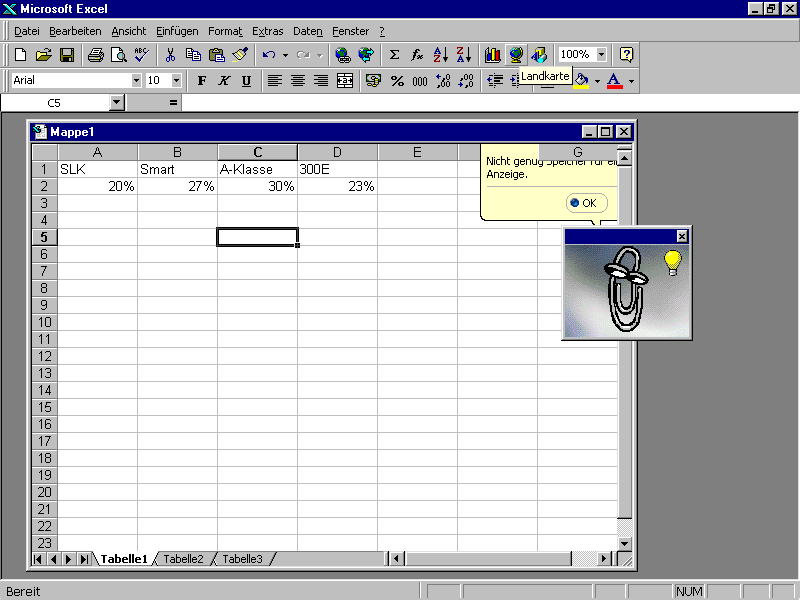 Microsoft Excel
Datei Bearbeiten Ansicht Einfügen Format Extras Daten Fenster ?
ABC Σ fx A Z Z A 100% ?
Arial 10 F K U % 000 ,00 A
Landkarte
C5 =
Mappe1
A B C D E G
1 SLK Smart A-Klasse 300E
2 20% 27% 30% 23%
3
4
5
6
7
8
9
10
11
12
13
14
15
16
17
18
19
20
21
22
23
Nicht genug Speicher für
Anzeige.
OK
Tabelle1 Tabelle2 Tabelle3
Bereit NUM